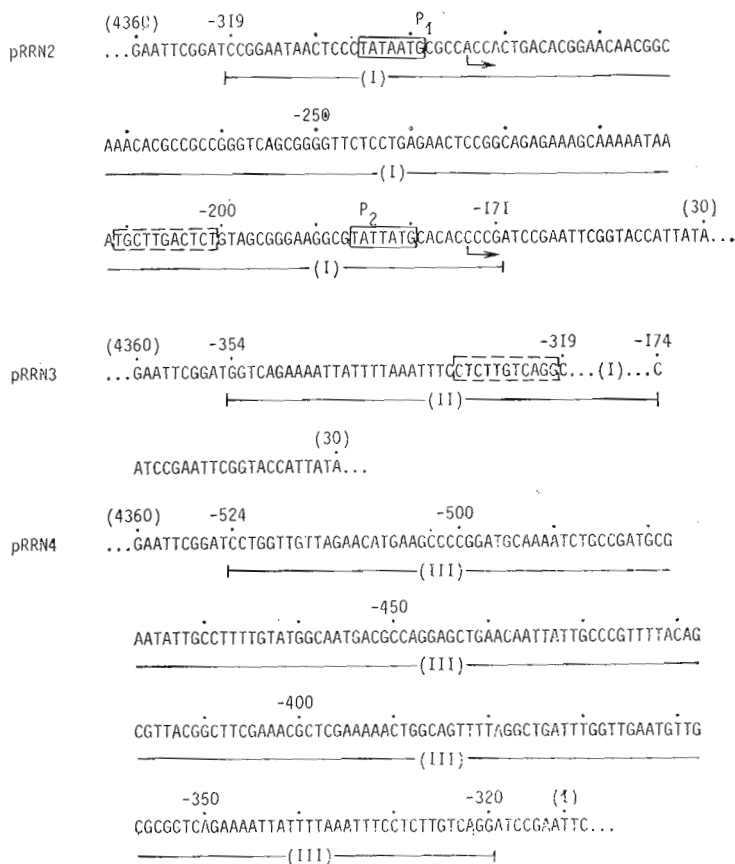 (4360) -319 P1
pRRN2 ...GAATTCGGATCCGGAATAACTCCCTATAATGCGCCACCACTGACACGGAACAACGGC
(I)
-250
AAACACGCCGCCGGGTCAGCGGGGTTCTCCTGAGAACTCCGGCAGAGAAAGCAAAAATAA
(I)
-200 P2 -171 (30)
ATGCTTGACTCTGTAGCGGGAAGGCGTATTATGCACACCCCGATCCGAATTCGGTACCATTATA...
(I)
(4360) -354 -319 -174
pRRN3 ...GAATTCGGATGGTCAGAAAATTATTTTAAATTTCCTCTTGTCAGGC...(I)...C
(II)
(30)
ATCCGAATTCGGTACCATTATA...
(4360) -524 -500
pRRN4 ...GAATTCGGATCCTGGTTGTTAGAACATGAAGCCCCGGATGCAAAATCTGCCGATGCG
(III)
-450
AATATTGCCTTTTGTATGGCAATGACGCCAGGAGCTGAACAATTATTGCCCGTTTTACAG
(III)
-400
CGTTACGGCTTCGAAACGCTCGAAAAACTGGCAGTTTTAGGCTGATTTGGTTGAATGTTG
(III)
-350 -320 (1)
CGCGCTCAGAAAATTATTTTAAATTTCCTCTTGTCAGGATCCGAATTC...
(III)